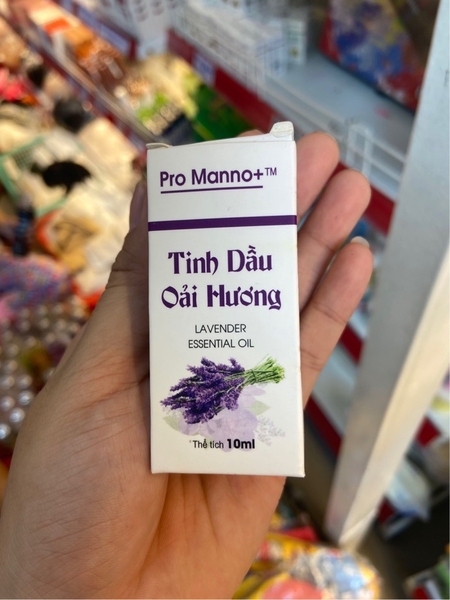 Pro Manno+™
Tinh Dầu
Oải Hương
LAVENDER
ESSENTIAL OIL
Thể tích 10ml